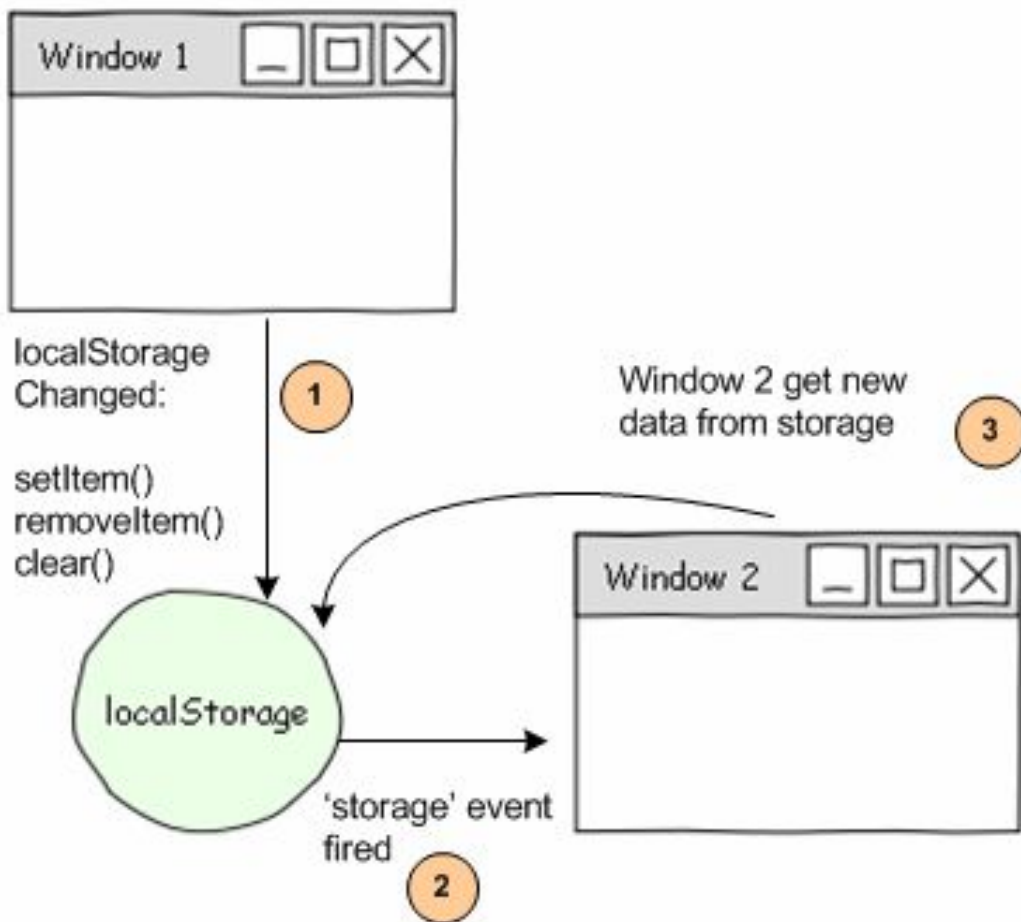 Window 1
localStorage
Changed:
1
setItem()
removeItem()
clear()
Window 2 get new
data from storage
3
Window 2
localStorage
‘storage’ event
fired
2